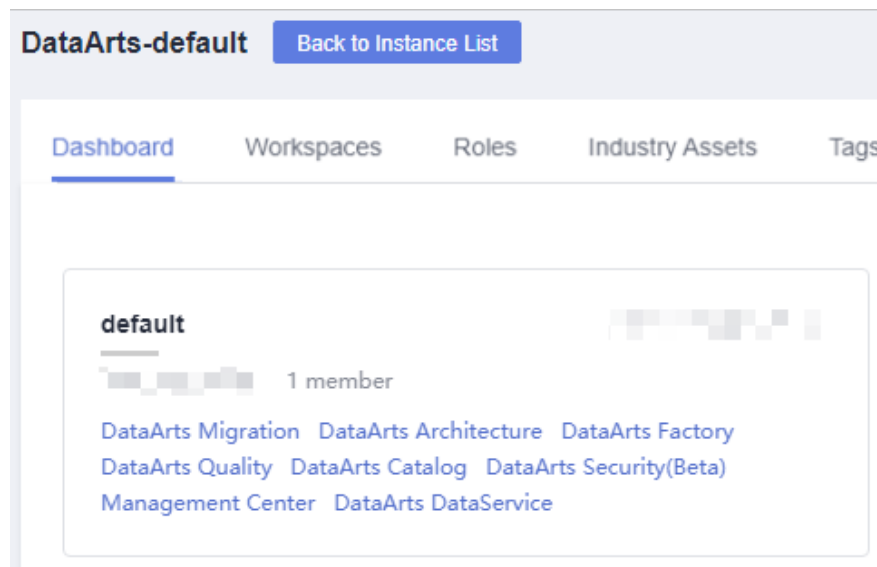 DataArts-default Back to Instance List
Dashboard Workspaces Roles Industry Assets Tags
default
1 member
DataArts Migration DataArts Architecture DataArts Factory
DataArts Quality DataArts Catalog DataArts Security(Beta)
Management Center DataArts DataService